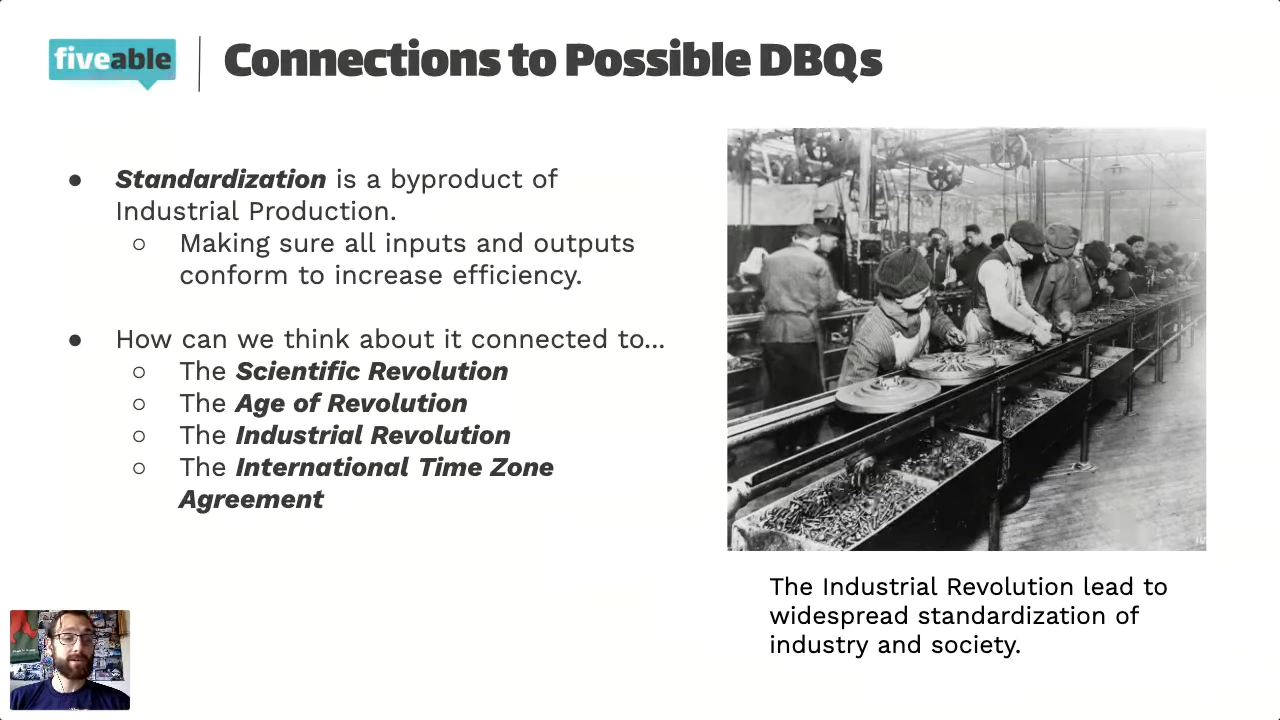 fiveable
Connections to Possible DBQs
● Standardization is a byproduct of
Industrial Production.
○ Making sure all inputs and outputs
conform to increase efficiency.
● How can we think about it connected to...
○ The Scientific Revolution
○ The Age of Revolution
○ The Industrial Revolution
○ The International Time Zone
Agreement
The Industrial Revolution lead to
widespread standardization of
industry and society.